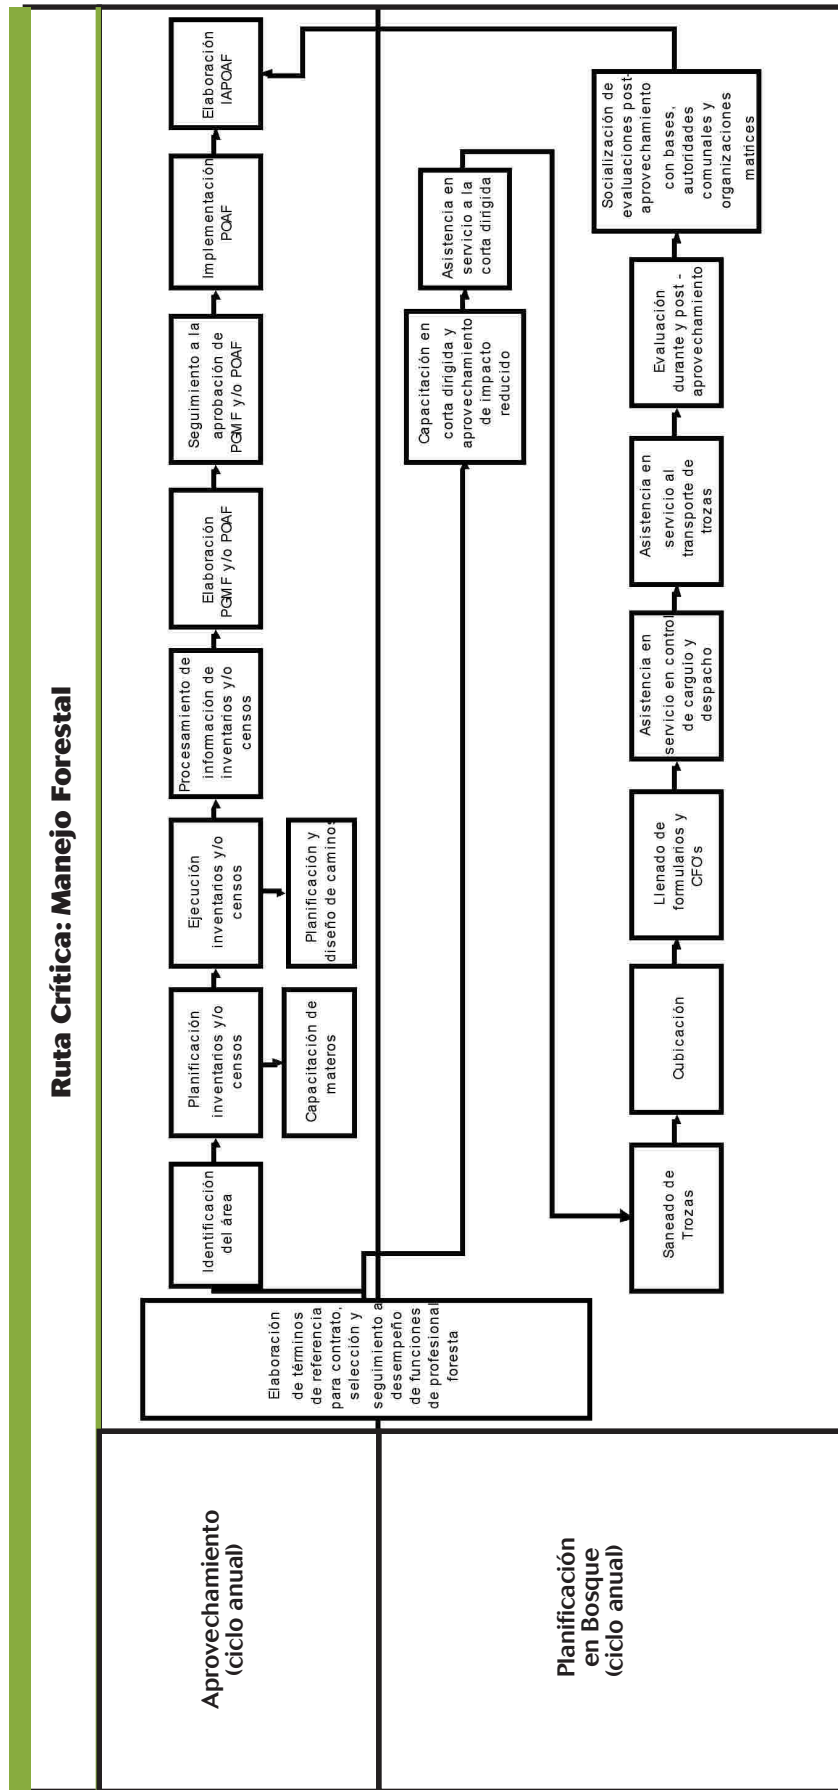 Ruta Crítica: Manejo Forestal
Aprovechamiento
(ciclo anual)
Elaboración
de términos
de referencia
para contrato,
selección y
seguimiento a
desempeño
de funciones
de profesional
foresta
Identificación
del área
Planificación
inventarios y/o
censos
Capacitación de
materos
Ejecución
inventarios y/o
censos
Planificación y
diseño de caminos
Procesamiento de
información de
inventarios y/o
censos
Elaboración
PGMF y/o POAF
Seguimiento a la
aprobación de
PGMF y/o POAF
Implementación
POAF
Elaboración
IAPOAF
Planificación
en Bosque
(ciclo anual)
Capacitación en
corta dirigida y
aprovechamiento
de impacto
reducido
Asistencia en
servicio a la
corta dirigida
Saneado de
Trozas
Cubicación
Llenado de
formularios y
CFO's
Asistencia en
servicio en control
de carguio y
despacho
Asistencia en
servicio al
transporte de
trozas
Evaluación
durante y post -
aprovechamiento
Socialización de
evaluaciones post-
aprovechamiento
con bases,
autoridades
comunales y
organizaciones
matrices